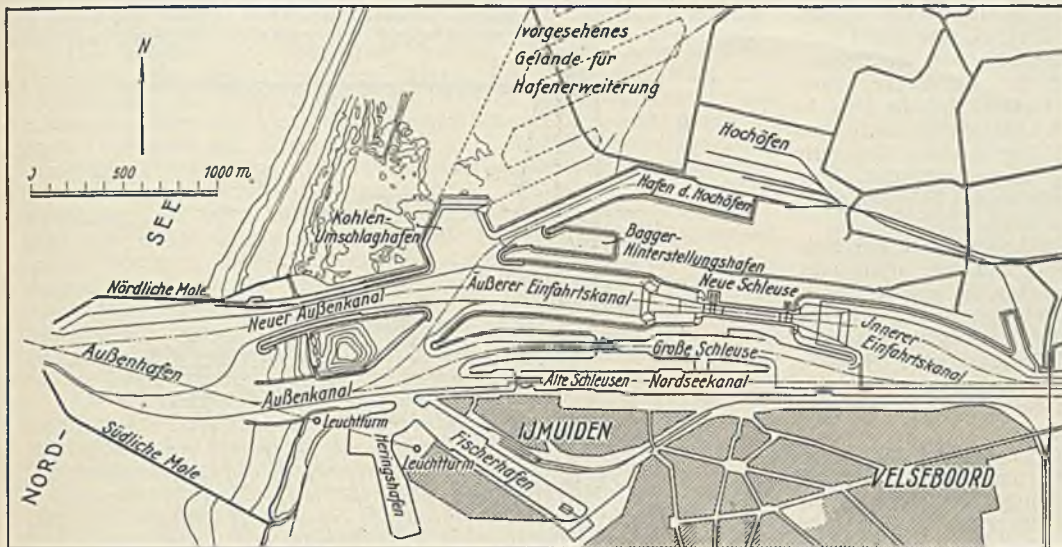 N
vorgesehenes
Gelände für
Hafenerweiterung
Hochöfen
0 500 1000 m
Hafen d. Hochöfen
SEE
Kohlen-
Umschlaghafen
Bagger-
Hinterstellungshafen
Neue Schleuse
Nördliche Mole
Äußerer Einfahrtskanal
Neuer Außenkanal
Innerer
Einfahrtskanal
Große Schleuse
Außenhafen
Alte Schleusen - Nordseekanal
Außenkanal
Leuchtturm
IJMUIDEN
Südliche Mole
Heringshafen
Leuchtturm
Fischerhafen
VELSEBOORD
NORD-